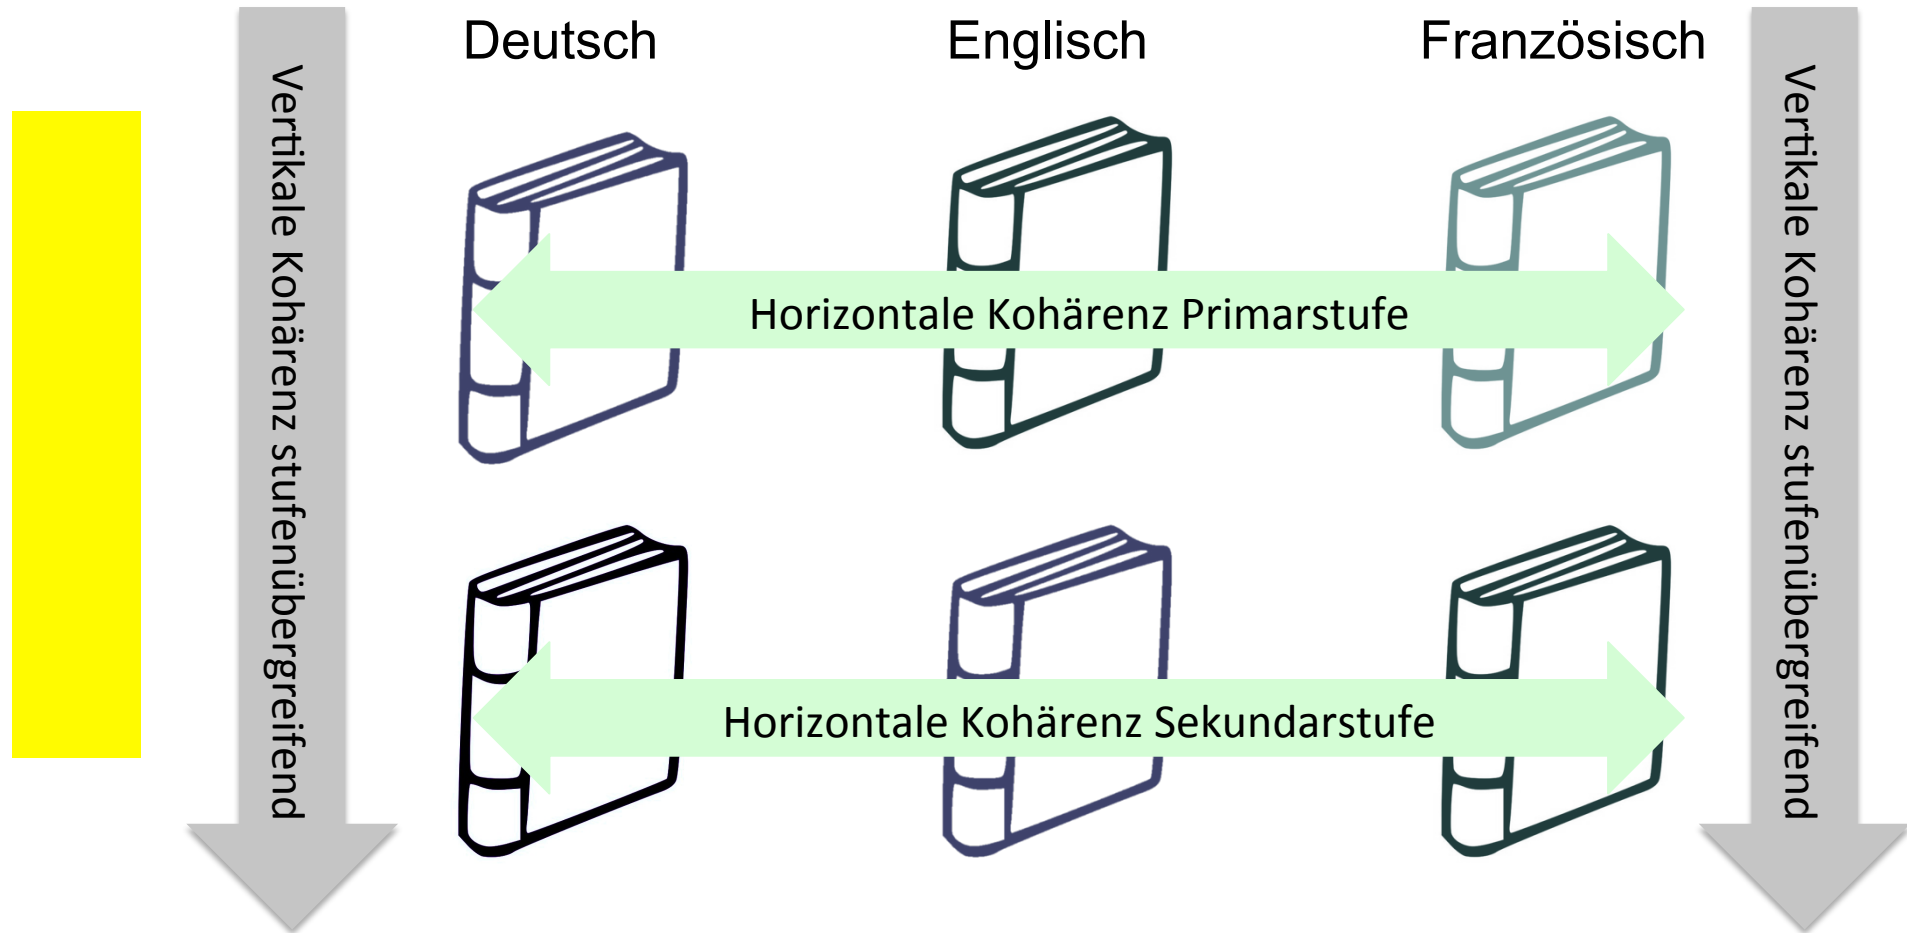 Deutsch
Englisch
Französisch
Vertikale Kohärenz stufenübergreifend
Horizontale Kohärenz Primarstufe
Horizontale Kohärenz Sekundarstufe
Vertikale Kohärenz stufenübergreifend